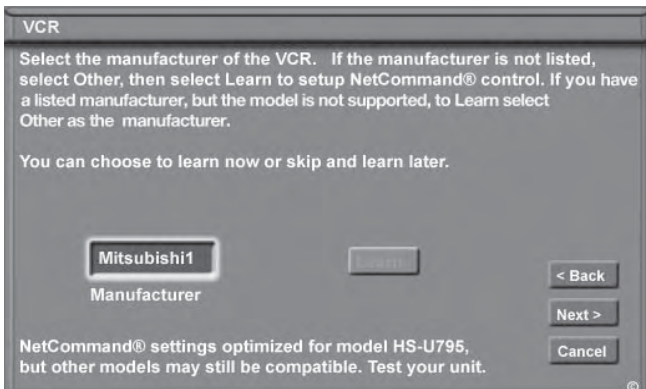 VCR
Select the manufacturer of the VCR. If the manufacturer is not listed,
select Other, then select Learn to setup NetCommand® control. If you have
a listed manufacturer, but the model is not supported, to Learn select
Other as the manufacturer.
You can choose to learn now or skip and learn later.
Mitsubishi1
Learn
Manufacturer
< Back
Next >
Cancel
NetCommand® settings optimized for model HS-U795,
but other models may still be compatible. Test your unit.
©